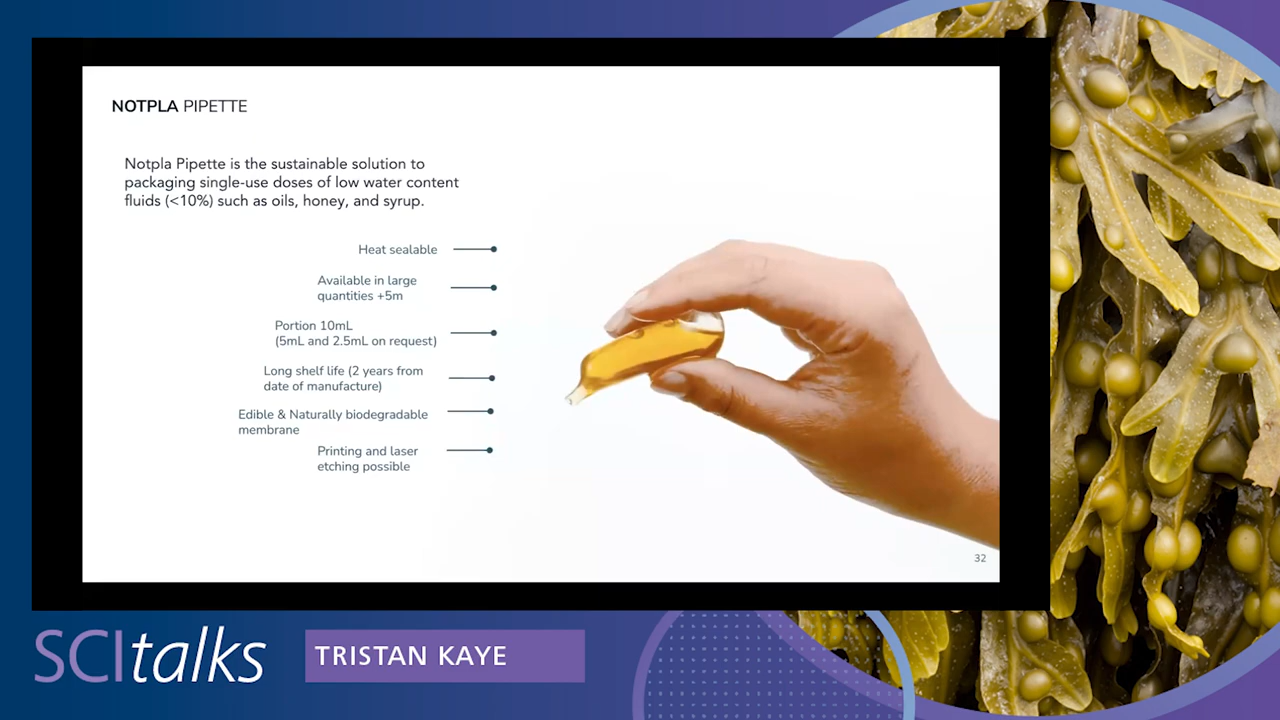 NOTPLA PIPETTE
Notpla Pipette is the sustainable solution to
packaging single-use doses of low water content
fluids (<10%) such as oils, honey, and syrup.
Heat sealable
Available in large
quantities +5m
Portion 10mL
(5mL and 2.5mL on request)
Long shelf life (2 years from
date of manufacture)
Edible & Naturally biodegradable
membrane
Printing and laser
etching possible
32
SCItalks
TRISTAN KAYE